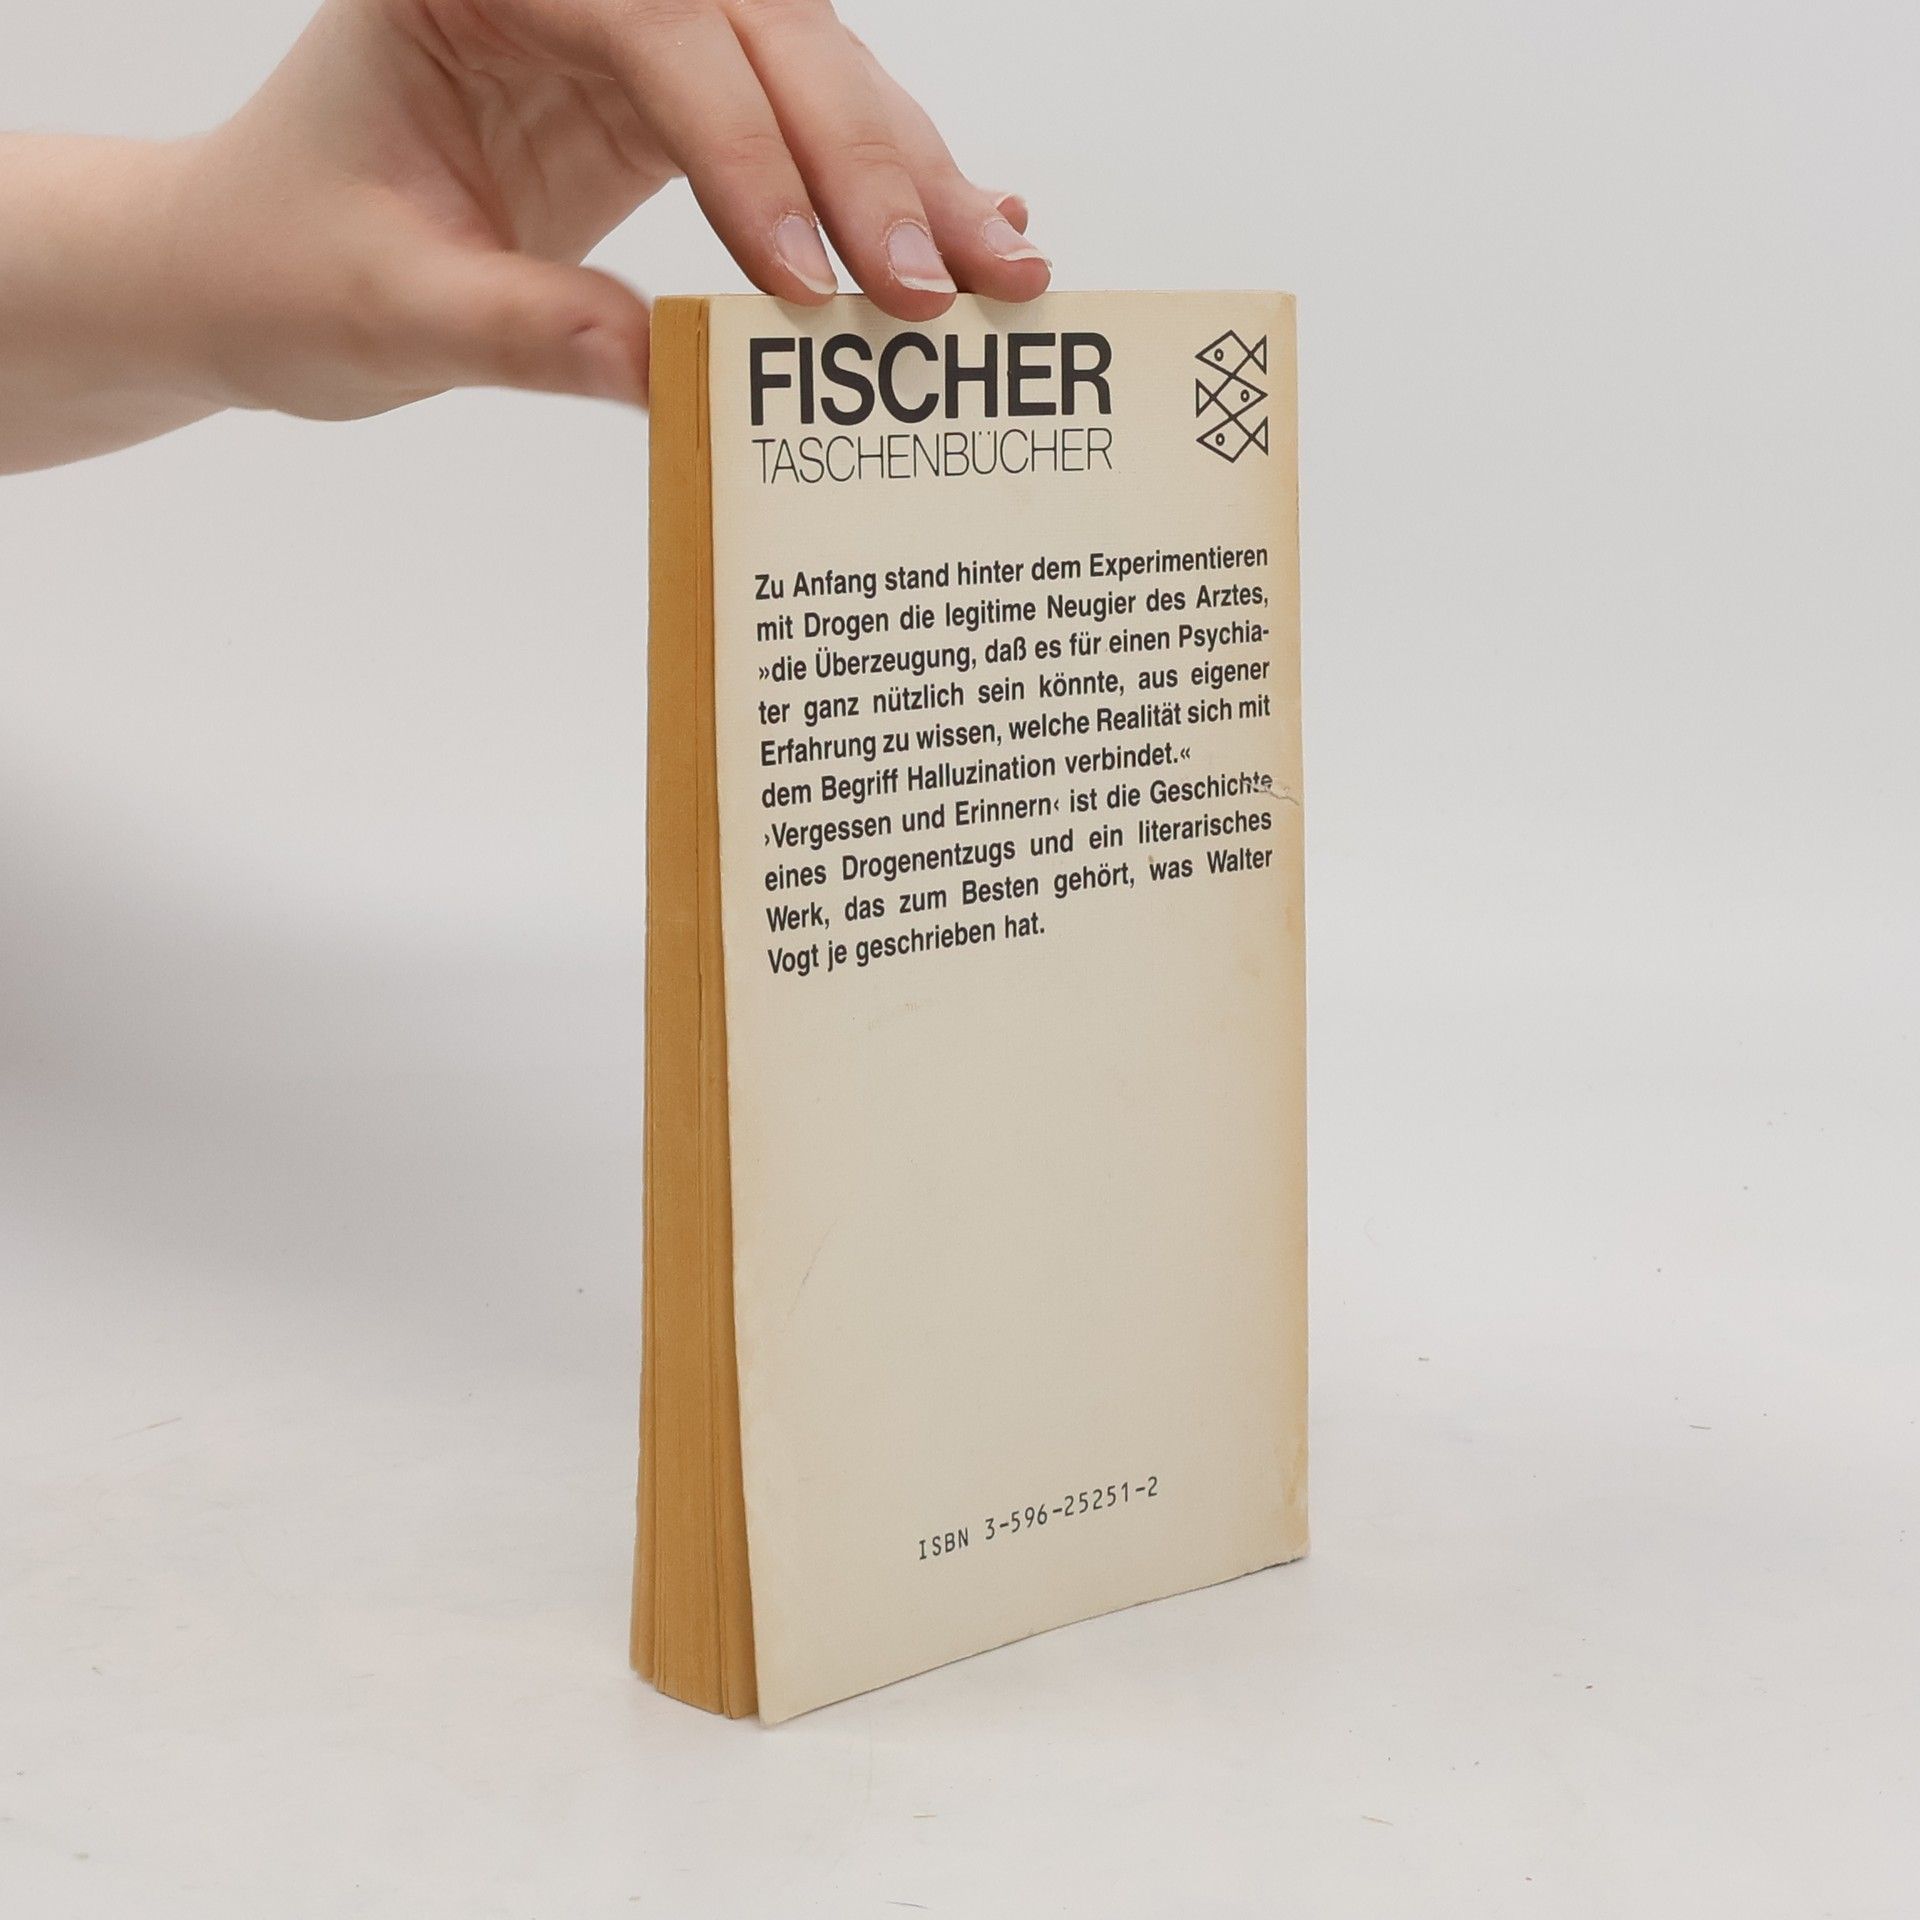 FISCHER
TASCHENBÜCHER
Zu Anfang stand hinter dem Experimentieren
mit Drogen die legitime Neugier des Arztes,
»die Überzeugung, daß es für einen Psychia-
ter ganz nützlich sein könnte, aus eigener
Erfahrung zu wissen, welche Realität sich mit
dem Begriff Halluzination verbindet.«
›Vergessen und Erinnern‹ ist die Geschichte
eines Drogenentzugs und ein literarisches
Werk, das zum Besten gehört, was Walter
Vogt je geschrieben hat.
ISBN 3-596-25251-2